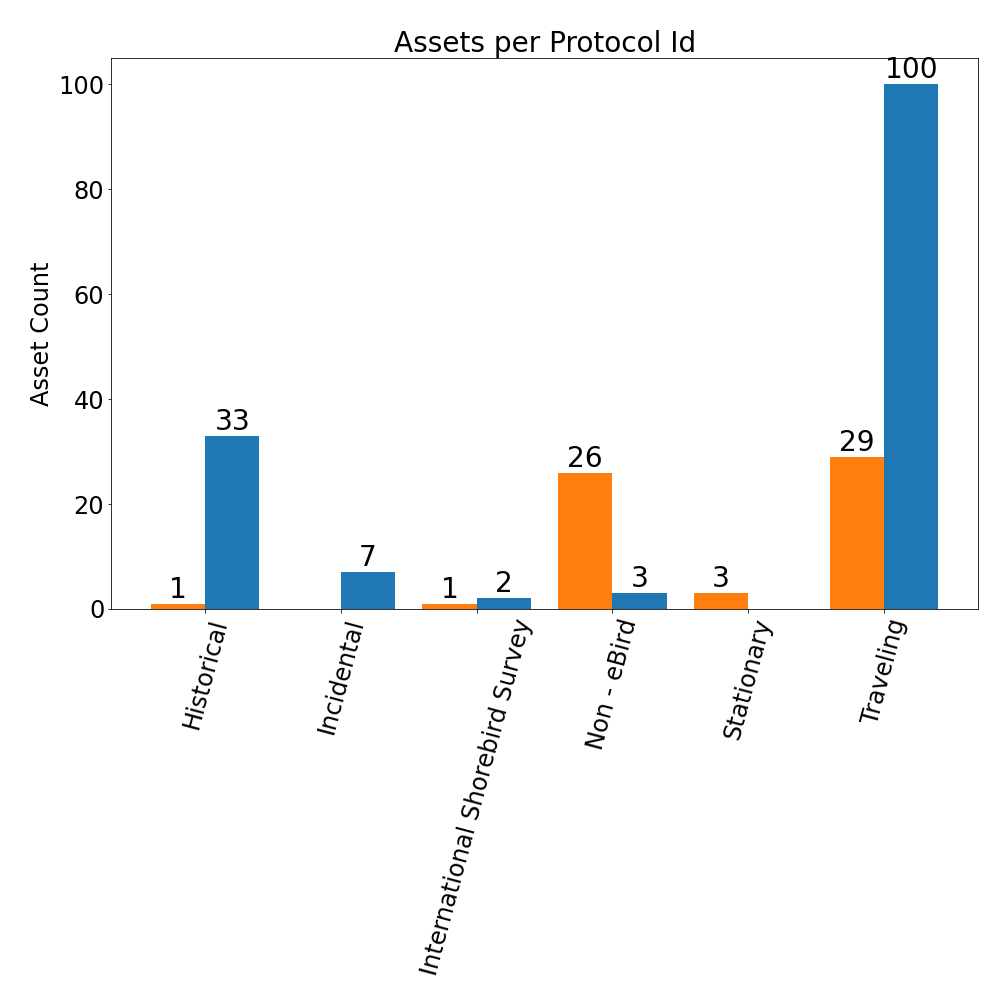 Assets per Protocol Id
Asset Count
100
80
60
40
20
0
1
33
7
1
2
26
3
3
29
100
Historical
Incidental
International Shorebird Survey
Non - eBird
Stationary
Traveling